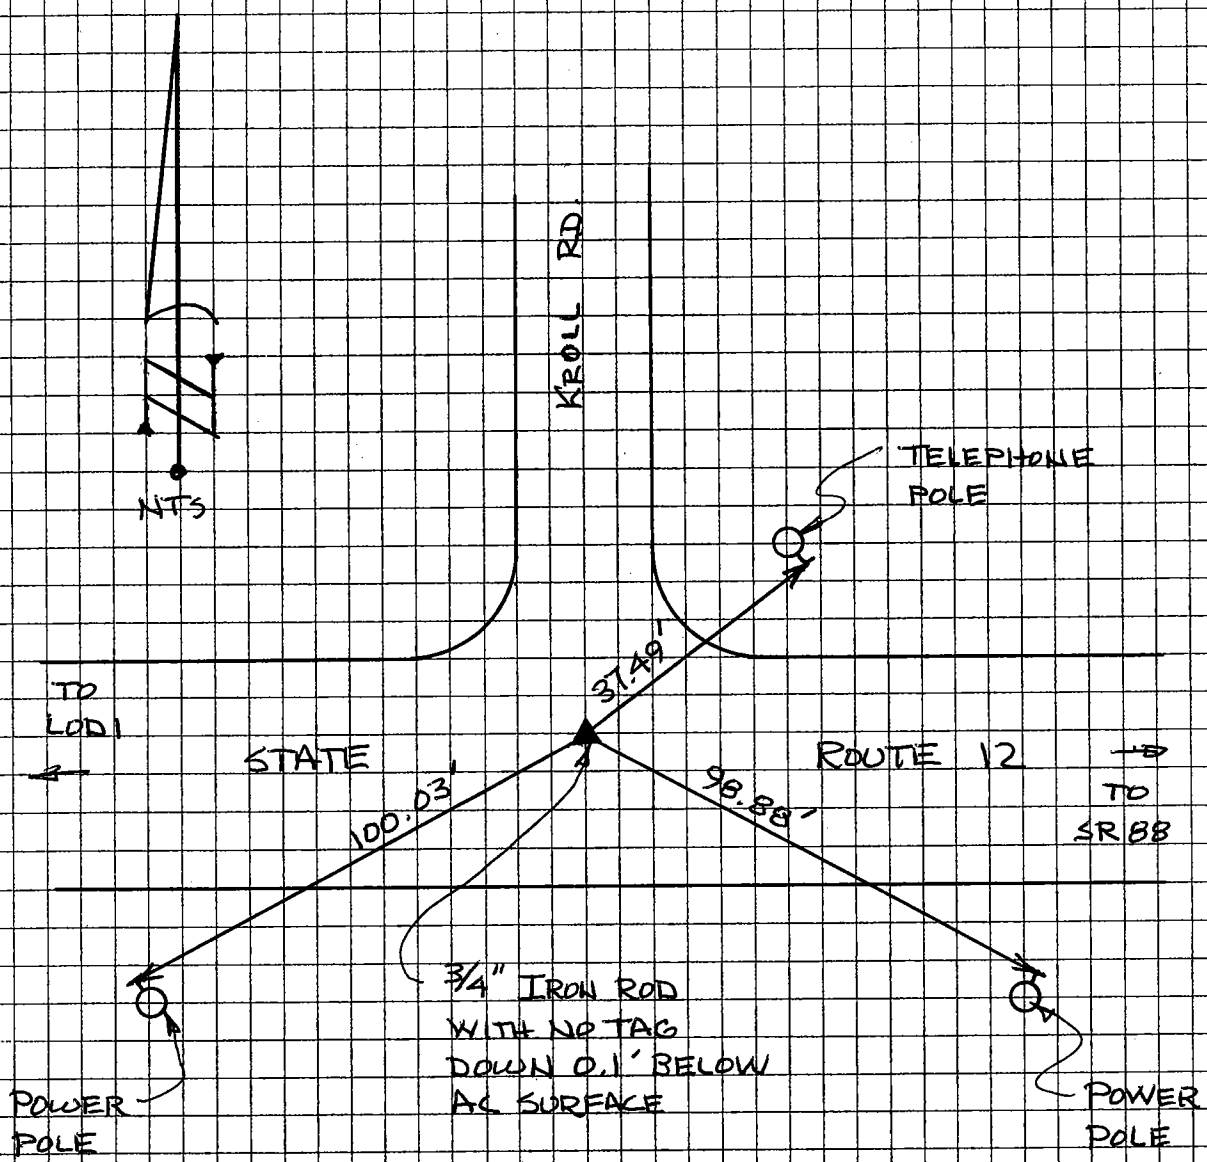 KROLL RD.
NTS
TELEPHONE
POLE
37.49'
TO
LODI
STATE
ROUTE 12
TO
SR 88
100.03'
98.88'
3/4" IRON ROD
WITH NO TAG
DOWN 0.1' BELOW
AC SURFACE
POWER
POLE
POWER
POLE